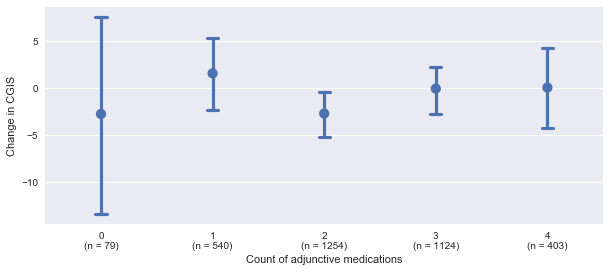 Change in CGIS
5
0
−5
−10
0 1 2 3 4
(n = 79) (n = 540) (n = 1254) (n = 1124) (n = 403)
Count of adjunctive medications